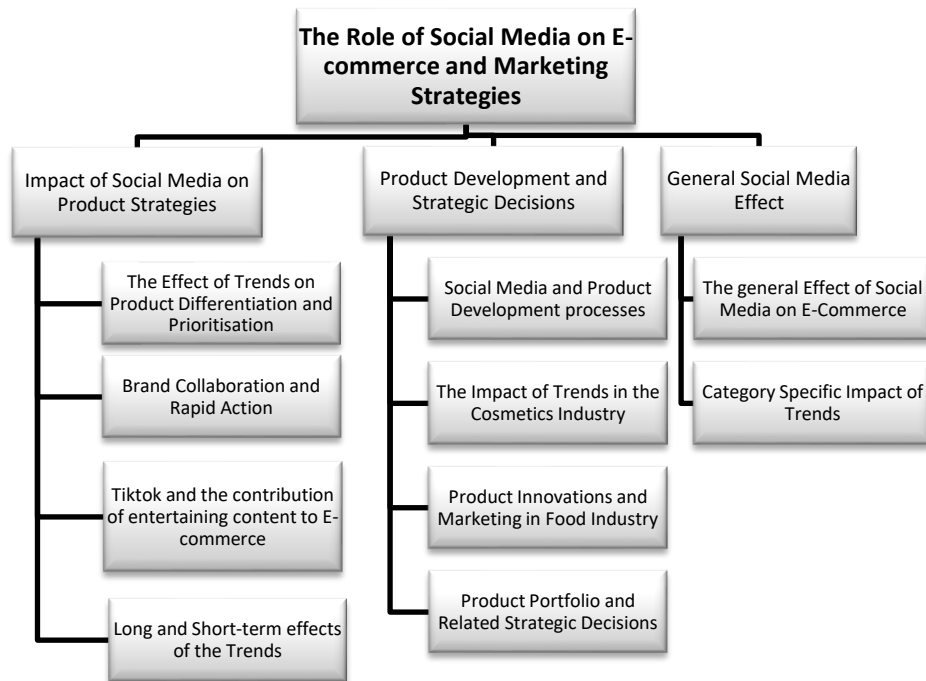 The Role of Social Media on E-
commerce and Marketing
Strategies
Impact of Social Media on
Product Strategies
The Effect of Trends on
Product Differentiation and
Prioritisation
Brand Collaboration and
Rapid Action
Tiktok and the contribution
of entertaining content to E-
commerce
Long and Short-term effects
of the Trends
Product Development and
Strategic Decisions
Social Media and Product
Development processes
The Impact of Trends in the
Cosmetics Industry
Product Innovations and
Marketing in Food Industry
Product Portfolio and
Related Strategic Decisions
General Social Media
Effect
The general Effect of Social
Media on E-Commerce
Category Specific Impact of
Trends